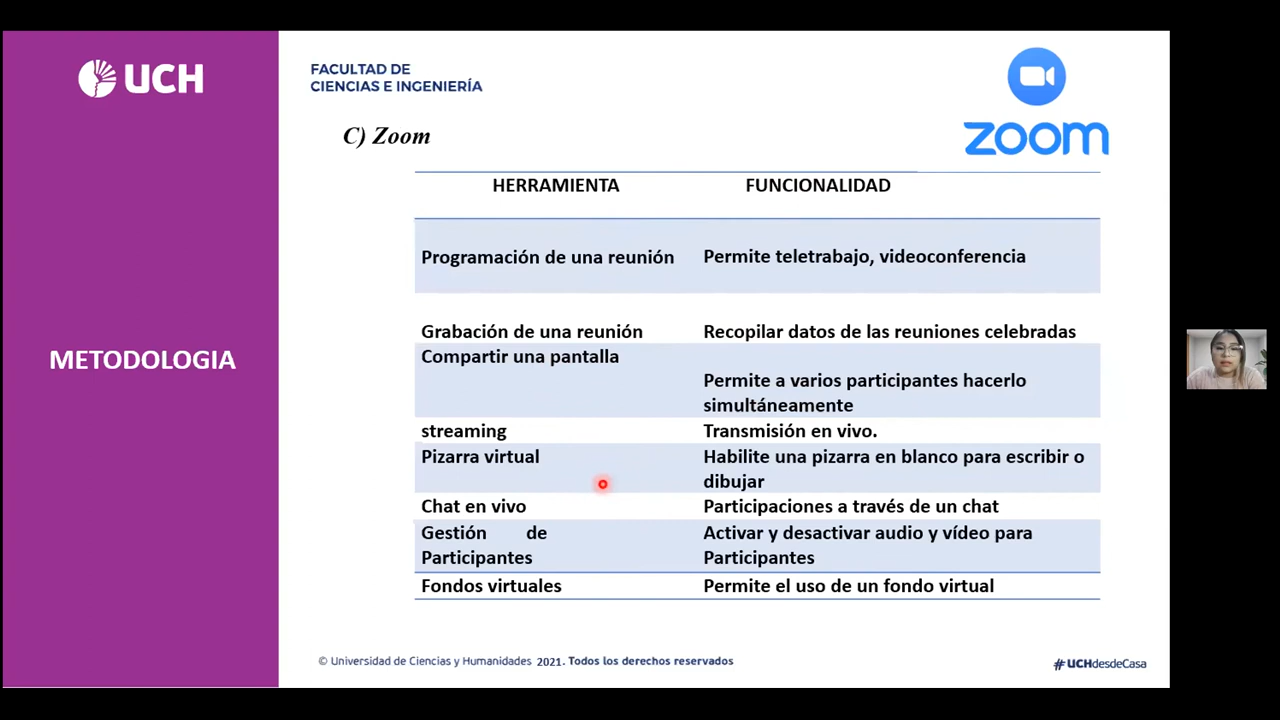 UCH
FACULTAD DE
CIENCIAS E INGENIERÍA
zoom
C) Zoom
METODOLOGIA
HERRAMIENTA FUNCIONALIDAD
Programación de una reunión Permite teletrabajo, videoconferencia
Grabación de una reunión Recopilar datos de las reuniones celebradas
Compartir una pantalla
Permite a varios participantes hacerlo
simultáneamente
streaming Transmisión en vivo.
Pizarra virtual Habilite una pizarra en blanco para escribir o
dibujar
Chat en vivo Participaciones a través de un chat
Gestión de Activar y desactivar audio y vídeo para
Participantes Participantes
Fondos virtuales Permite el uso de un fondo virtual
© Universidad de Ciencias y Humanidades 2021. Todos los derechos reservados
#UCHdesdeCasa